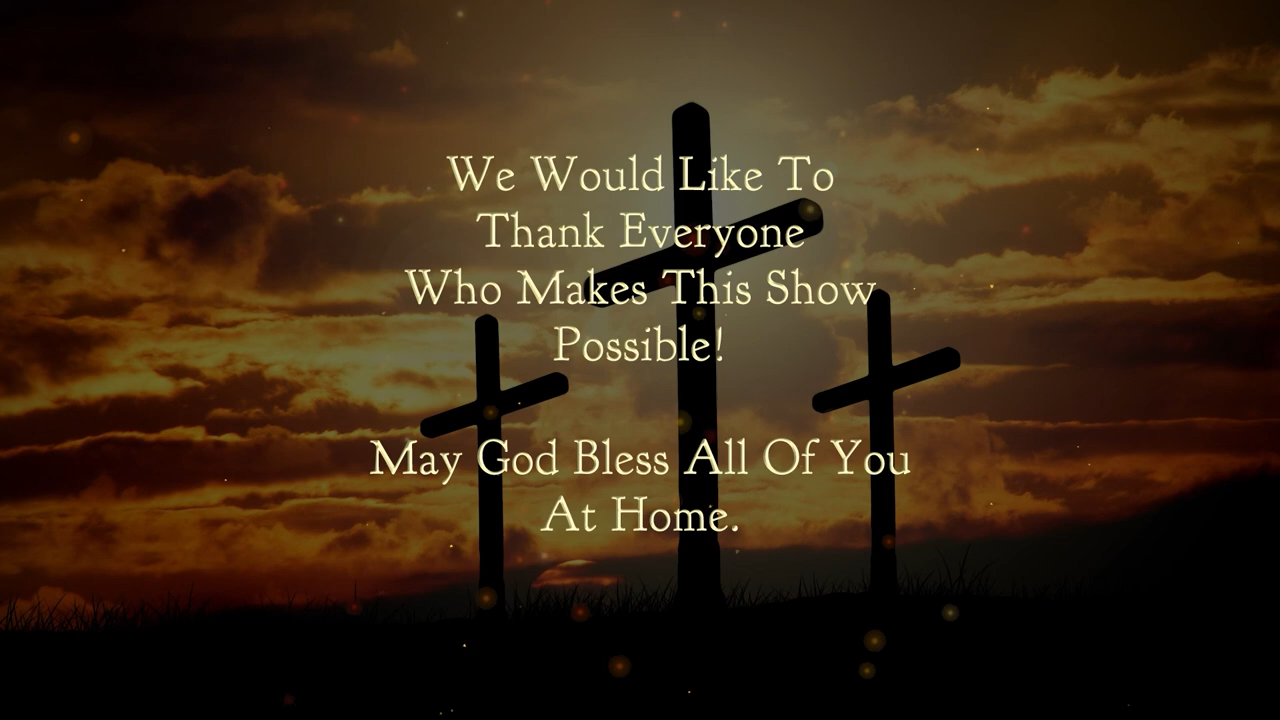 We Would Like To
Thank Everyone
Who Makes This Show
Possible!
May God Bless All Of You
At Home.